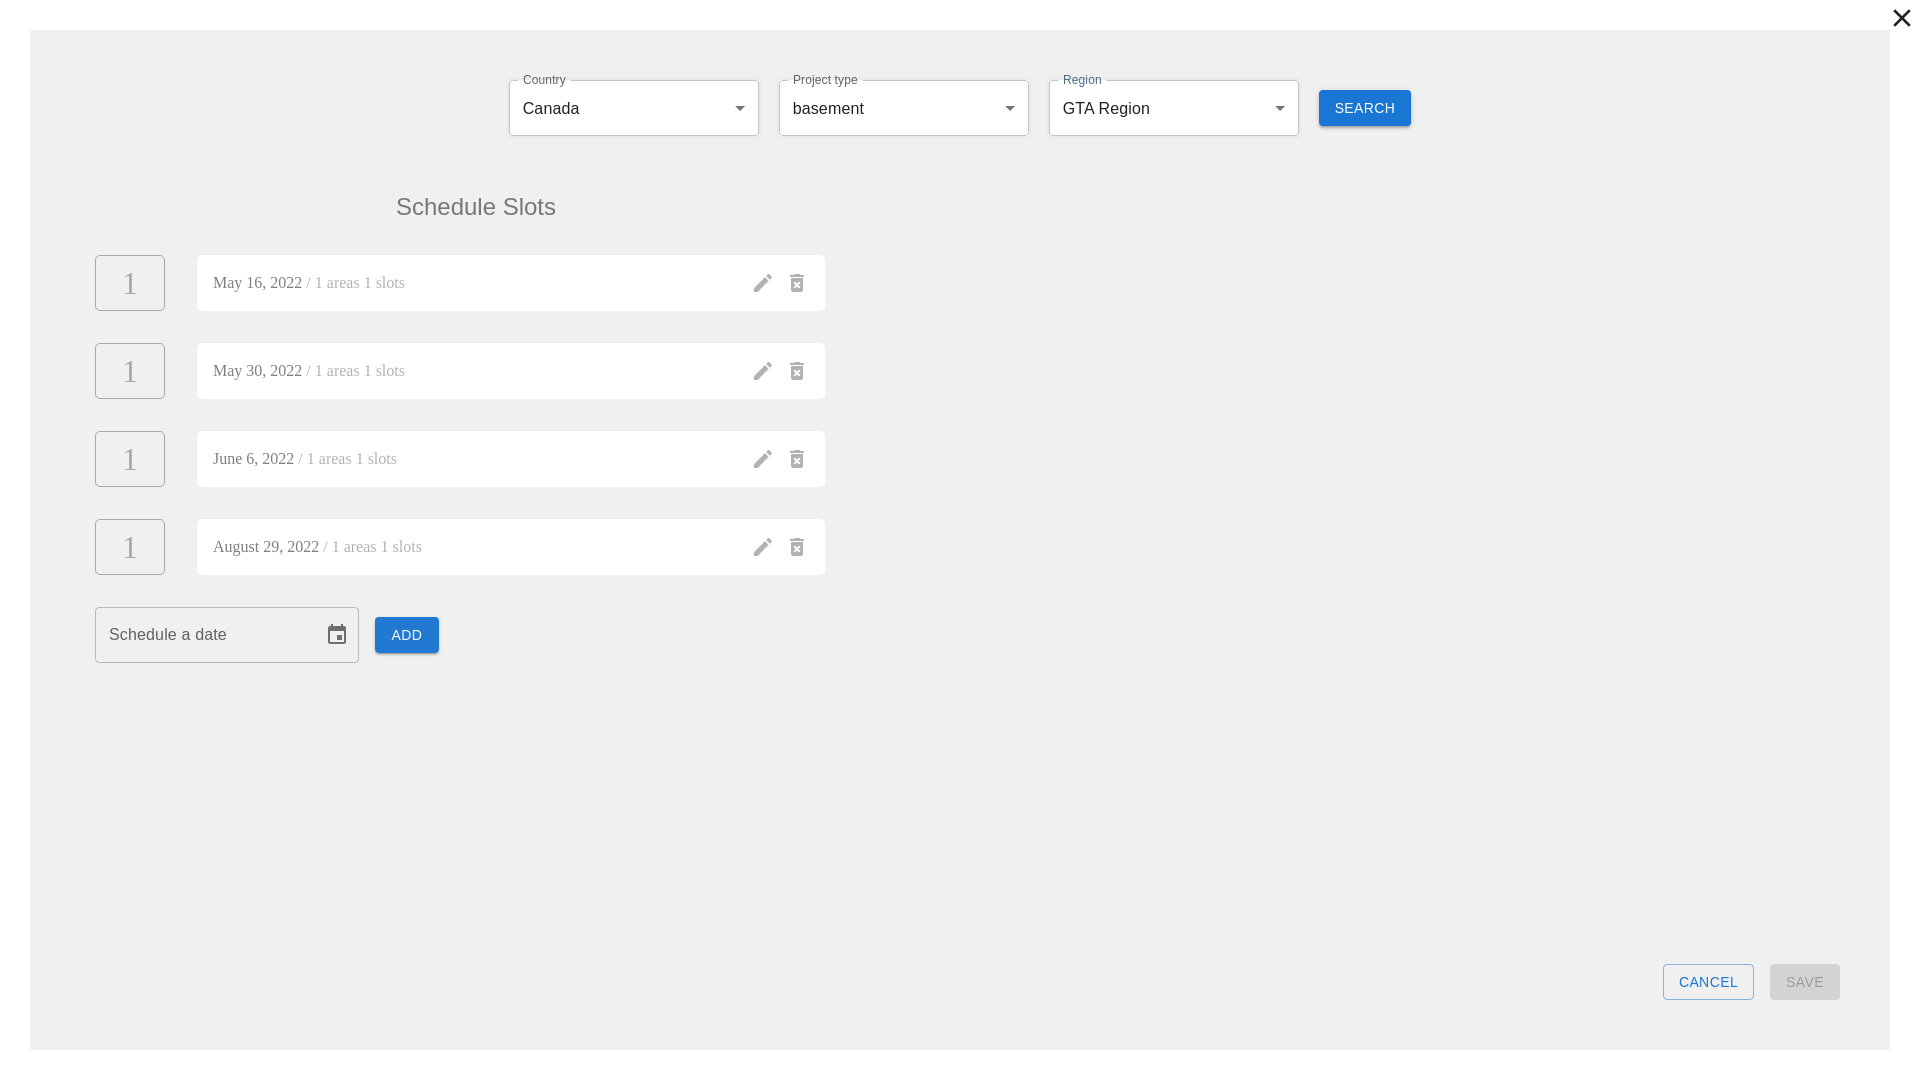 Country
Canada
Project type
basement
Region
GTA Region
SEARCH
Schedule Slots
1
May 16, 2022 / 1 areas 1 slots
1
May 30, 2022 / 1 areas 1 slots
1
June 6, 2022 / 1 areas 1 slots
1
August 29, 2022 / 1 areas 1 slots
Schedule a date
ADD
CANCEL
SAVE